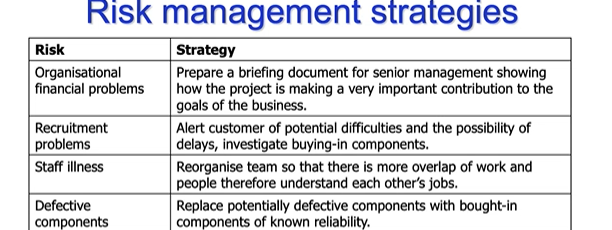 Risk management strategies
Risk Strategy
Organisational
financial problems
Prepare a briefing document for senior management showing
how the project is making a very important contribution to the
goals of the business.
Recruitment
problems
Alert customer of potential difficulties and the possibility of
delays, investigate buying-in components.
Staff illness
Reorganise team so that there is more overlap of work and
people therefore understand each other's jobs.
Defective
components
Replace potentially defective components with bought-in
components of known reliability.